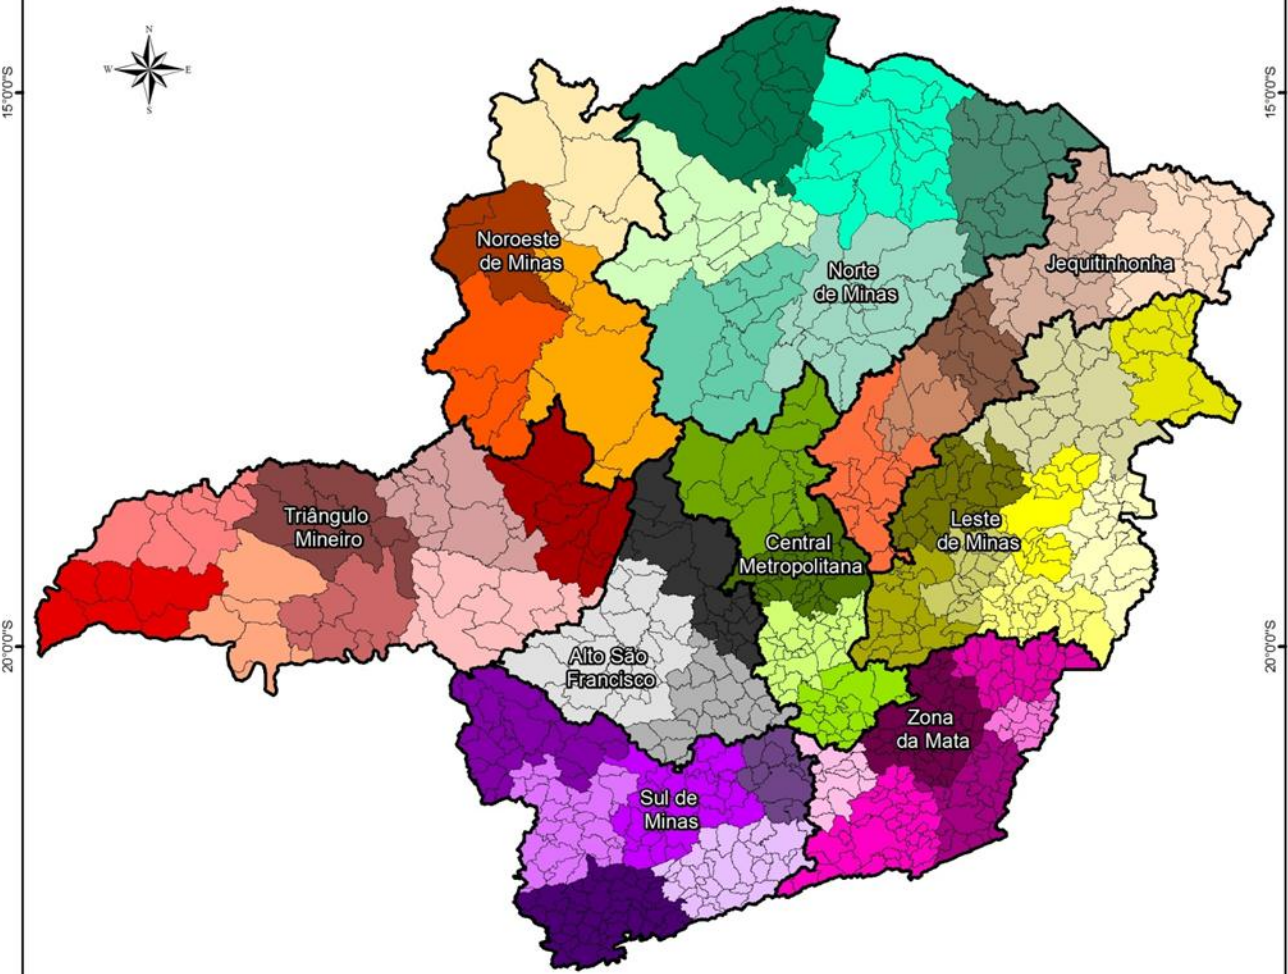 N
W
E
S
15°0'0"S
15°0'0"S
Noroeste
de Minas
Norte
de Minas
Jequitinhonha
Triângulo
Mineiro
Leste
de Minas
Central
Metropolitana
20°0'0"S
20°0'0"S
Alto São
Francisco
Zona
da Mata
Sul de
Minas